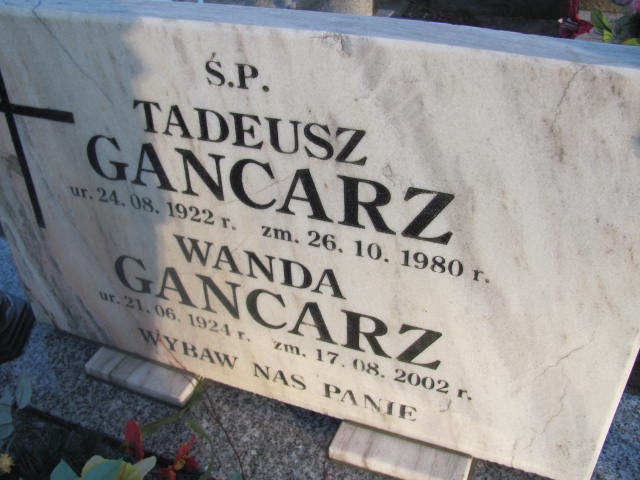 Ś.P.
TADEUSZ
GANCARZ
ur. 24. 08. 1922 r. zm. 26. 10. 1980 r.
WANDA
GANCARZ
ur. 21. 06. 1924 r. zm. 17. 08. 2002 r.
WYBAW NAS PANIE